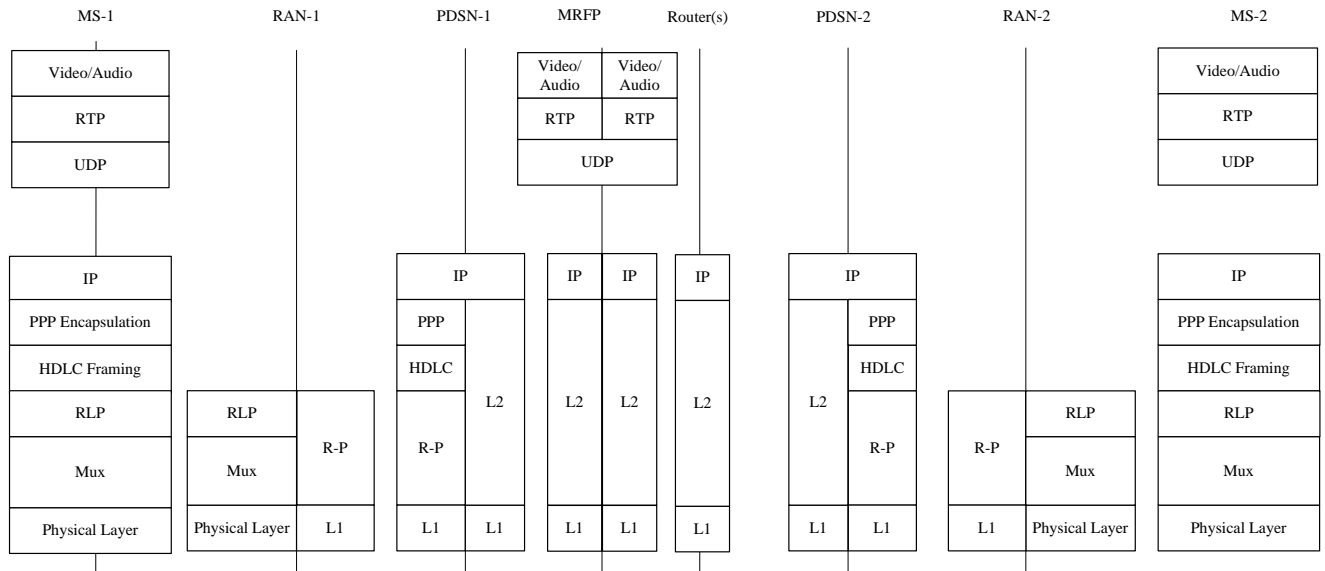 MS-1 RAN-1 PDSN-1 MRFP Router(s) PDSN-2 RAN-2 MS-2
Video/Audio Video/ Video/ Video/Audio
Audio Audio
RTP RTP RTP RTP
UDP UDP UDP
IP IP IP IP IP IP IP
PPP Encapsulation PPP PPP PPP Encapsulation
HDLC Framing HDLC HDLC HDLC Framing
RLP RLP L2 L2 L2 L2 L2 RLP RLP
R-P R-P R-P R-P
Mux Mux Mux Mux
Physical Layer Physical Layer L1 L1 L1 L1 L1 L1 L1 L1 L1 Physical Layer Physical Layer